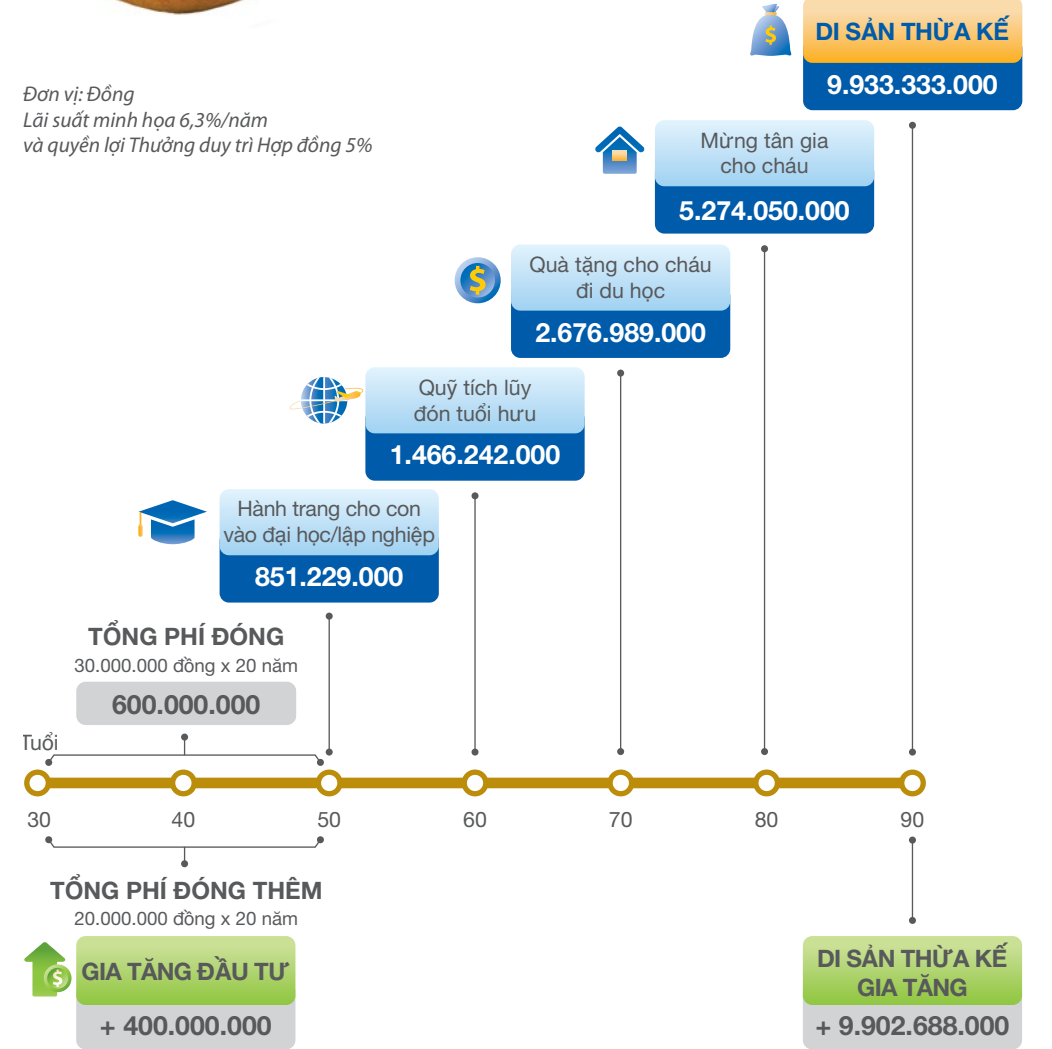 DI SẢN THỪA KẾ
9.933.333.000
Đơn vị: Đồng
Lãi suất minh họa 6,3%/năm
và quyền lợi Thưởng duy trì Hợp đồng 5%
Mừng tân gia
cho cháu
5.274.050.000
Quà tặng cho cháu
đi du học
2.676.989.000
Quỹ tích lũy
đón tuổi hưu
1.466.242.000
Hành trang cho con
vào đại học/lập nghiệp
851.229.000
TỔNG PHÍ ĐÓNG
30.000.000 đồng x 20 năm
600.000.000
Tuổi
30 40 50 60 70 80 90
TỔNG PHÍ ĐÓNG THÊM
20.000.000 đồng x 20 năm
GIA TĂNG ĐẦU TƯ
+ 400.000.000
DI SẢN THỪA KẾ
GIA TĂNG
+ 9.902.688.000